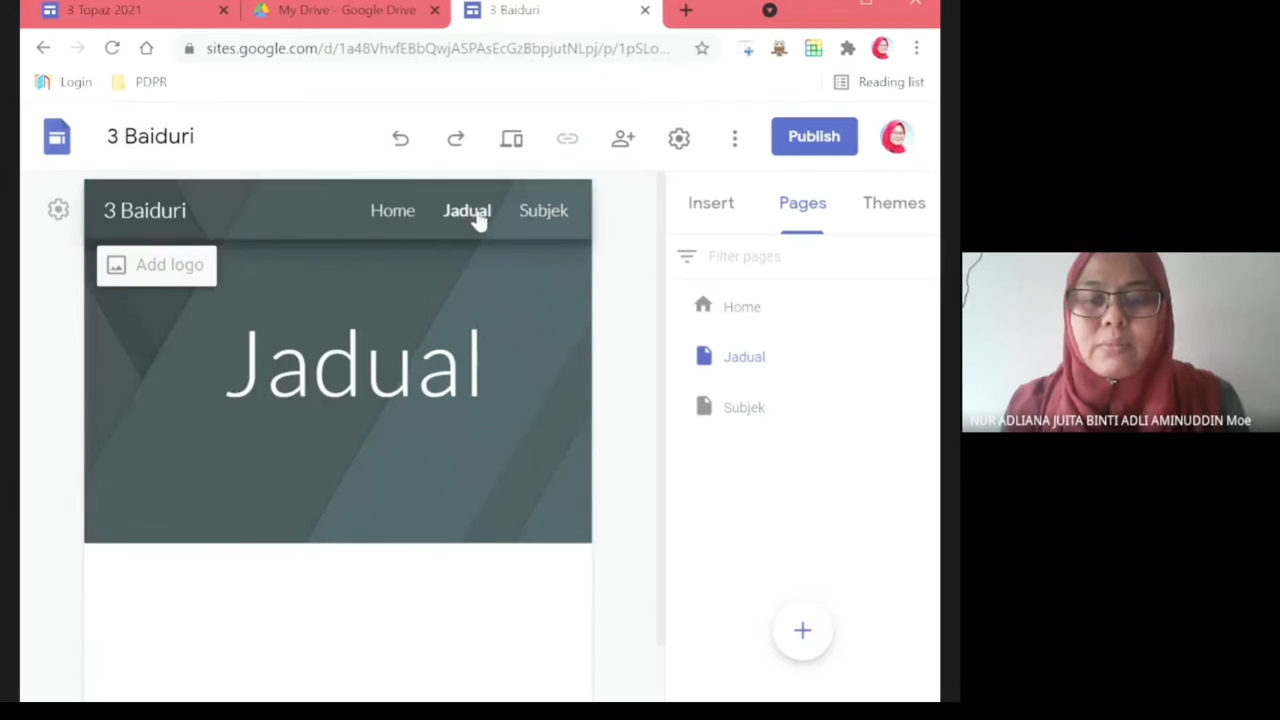 3 Topaz 2021
My Drive - Google Drive
3 Baiduri
sites.google.com/d/1a48VhvfEBbQwjASPAsEcGzBbpjutNLpj/p/1pSLo...
Login
PDPR
Reading list
3 Baiduri
Publish
3 Baiduri
Home
Jadual
Subjek
Add logo
Jadual
Insert
Pages
Themes
Filter pages
Home
Jadual
Subjek
NUR ADLIANA JUITA BINTI ADLI AMINUDDIN Moe